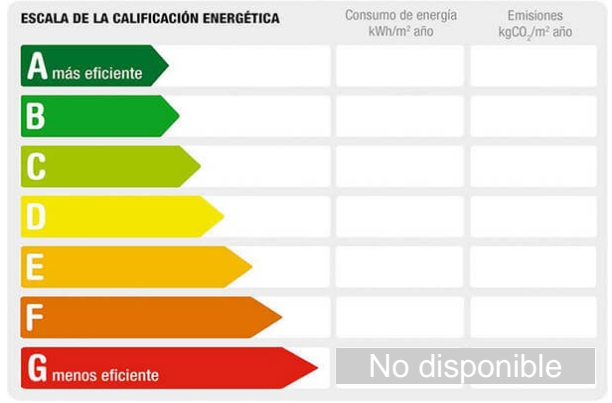 ESCALA DE LA CALIFICACIÓN ENERGÉTICA
Consumo de energía
kWh/m² año
Emisiones
kgCO₂/m² año
A más eficiente
B
C
D
E
F
G menos eficiente
No disponible